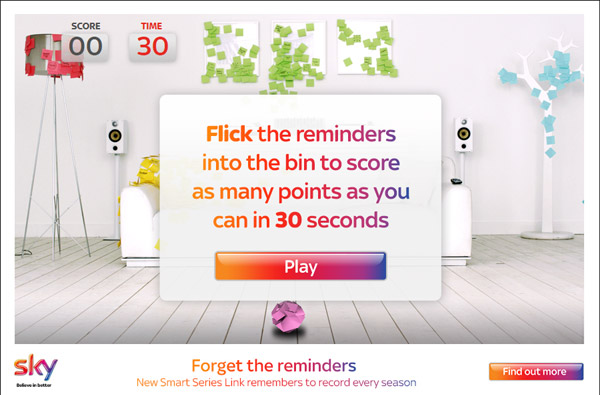 SCORE
00
TIME
30
Flick the reminders
into the bin to score
as many points as you
can in 30 seconds
Play
sky
Believe in better
Forget the reminders
New Smart Series Link remembers to record every season
Find out more